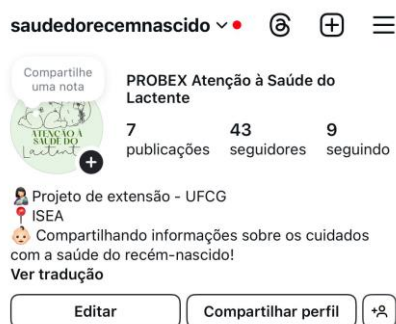 saudedorecemnascido
Compartilhe
uma nota
PROBEX Atenção à Saúde do
Lactente
ATENÇÃO À
SAÚDE DO
Lactente
7 43 9
publicações seguidores seguindo
Projeto de extensão - UFCG
ISEA
Compartilhando informações sobre os cuidados
com a saúde do recém-nascido!
Ver tradução
Editar
Compartilhar perfil